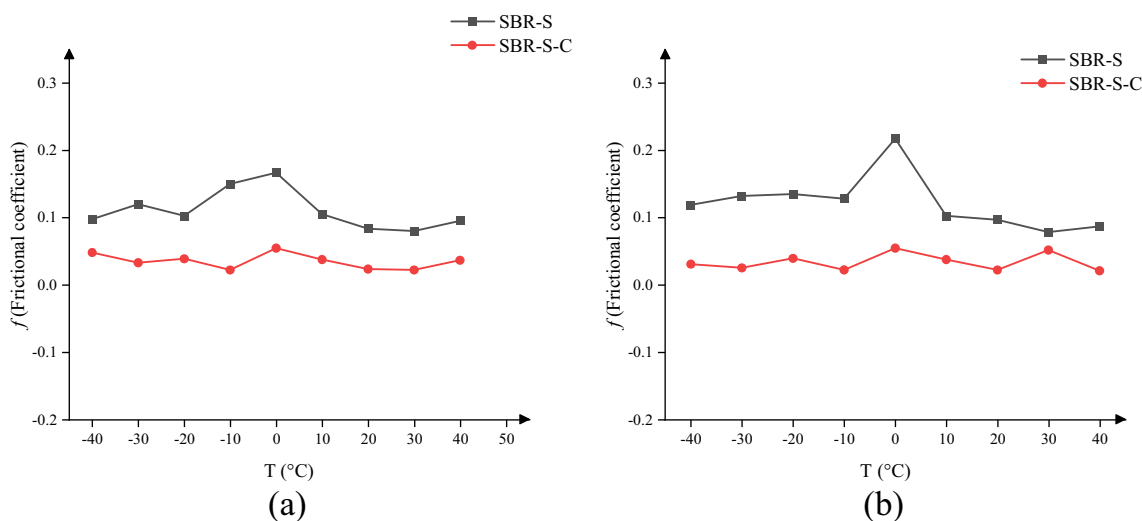 SBR-S
SBR-S-C
0.3
0.2
0.1
0.0
-0.1
-0.2
f (Frictional coefficient)
-40 -30 -20 -10 0 10 20 30 40 50
T (°C)
(a)
SBR-S
SBR-S-C
0.3
0.2
0.1
0.0
-0.1
-0.2
f (Frictional coefficient)
-40 -30 -20 -10 0 10 20 30 40
T (°C)
(b)